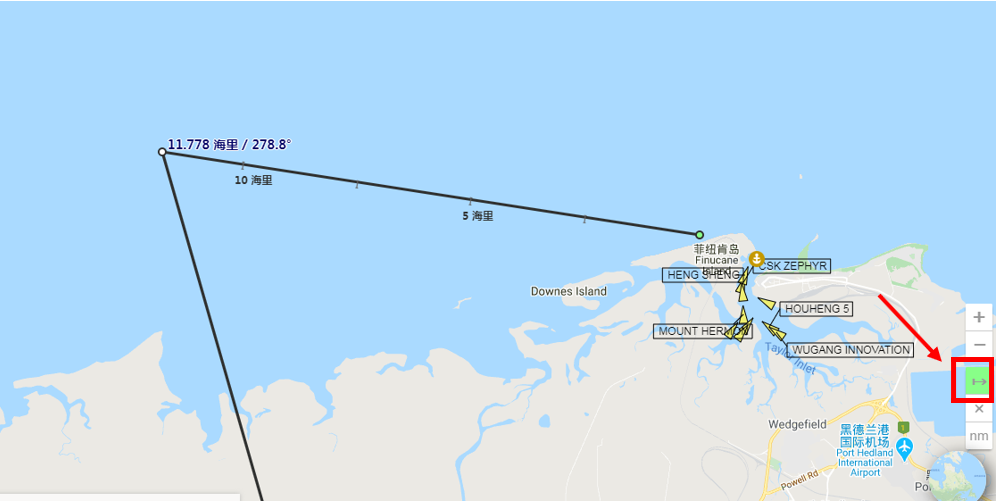 11.778 海里 / 278.8°
10 海里
5 海里
菲纽肯岛
Finucane
Island
CSK ZEPHYR
HENG SHENG
Downes Island
HOUHENG 5
MOUNT HERMON
WUGANG INNOVATION
Inlet
+
−
×
nm
Wedgefield
1
黑德兰港
国际机场
Port Hedland
International
Airport
Powell Rd